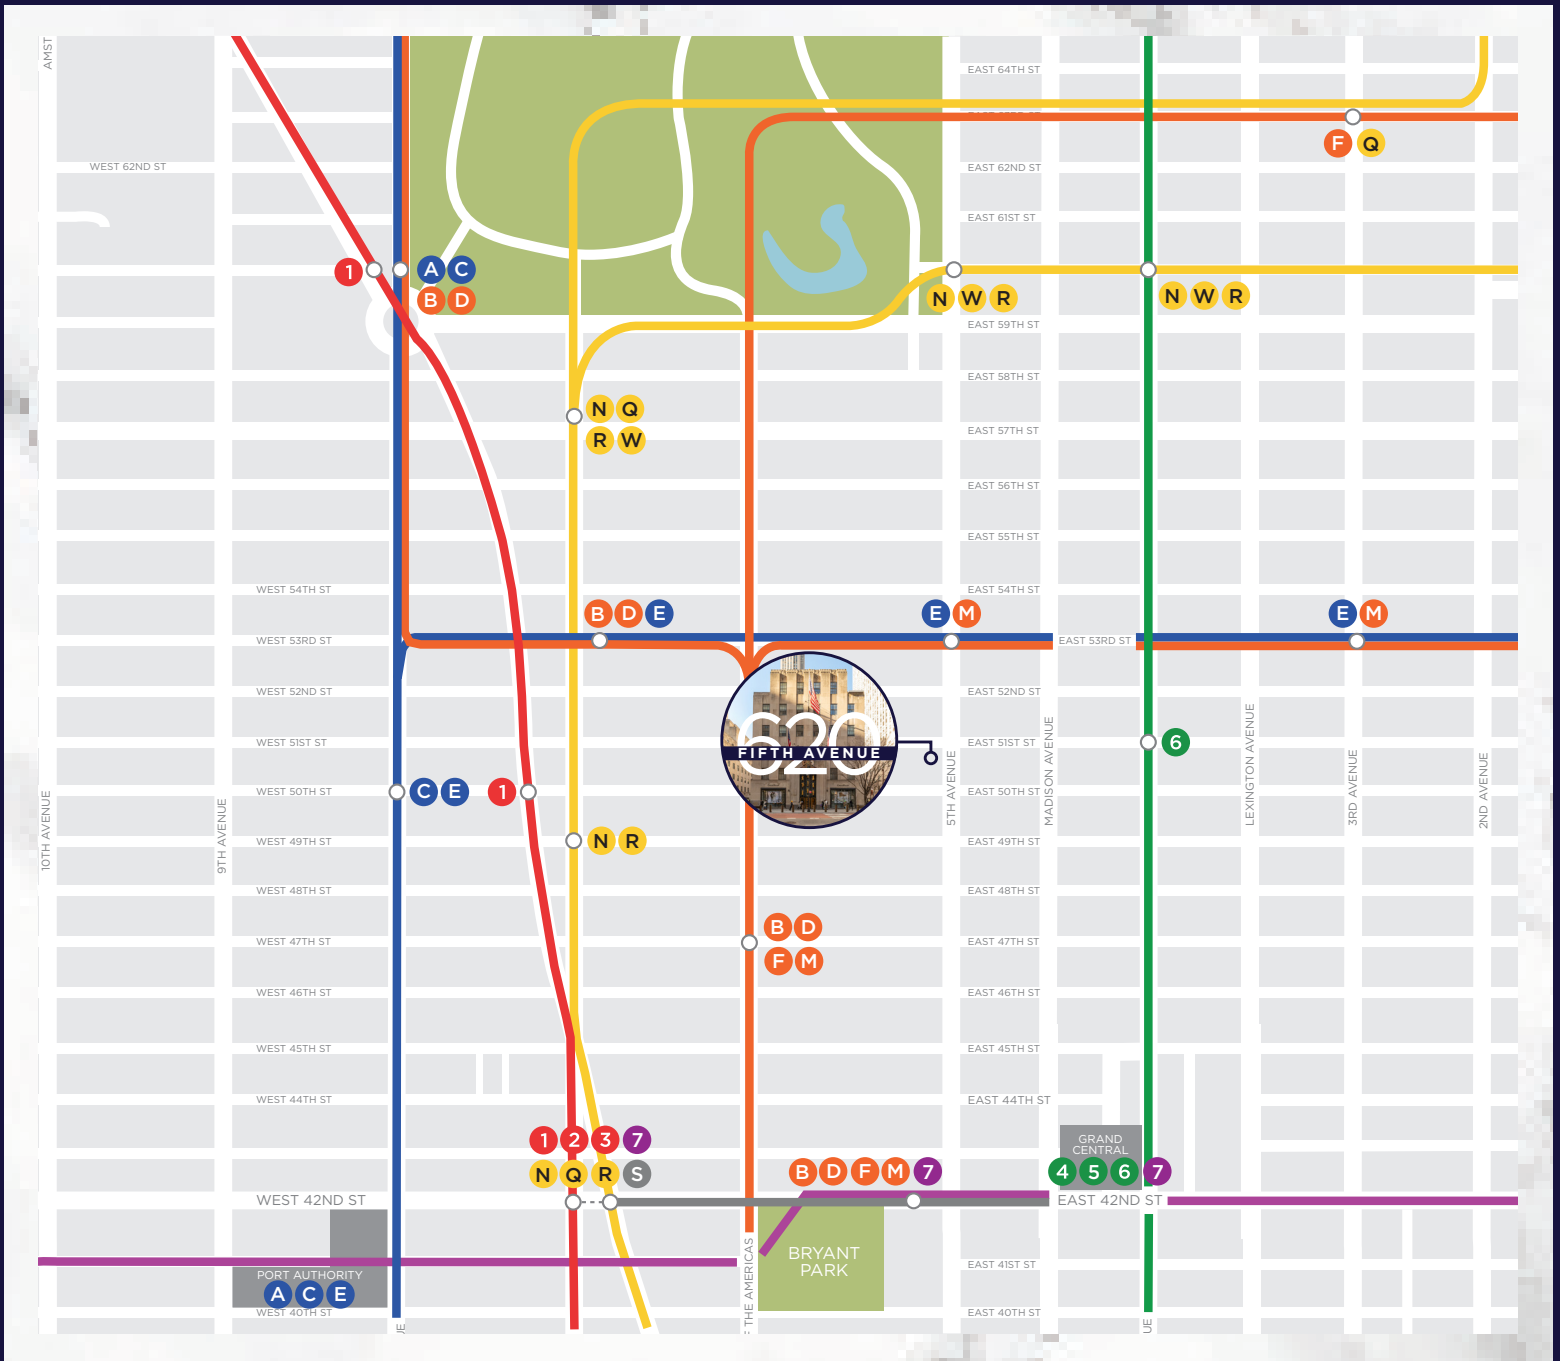 AMST
EAST 64TH ST
F Q
WEST 62ND ST
EAST 62ND ST
EAST 61ST ST
1 A C
B D
N W R
N W R
EAST 59TH ST
EAST 58TH ST
N Q
R W
EAST 57TH ST
EAST 56TH ST
EAST 55TH ST
WEST 54TH ST
EAST 54TH ST
B D E
E M
E M
WEST 53RD ST
EAST 53RD ST
WEST 52ND ST
EAST 52ND ST
620
FIFTH AVENUE
WEST 51ST ST
EAST 51ST ST
6
WEST 50TH ST
C E 1
EAST 50TH ST
10TH AVENUE
9TH AVENUE
5TH AVENUE
MADISON AVENUE
LEXINGTON AVENUE
3RD AVENUE
2ND AVENUE
WEST 49TH ST
N R
EAST 49TH ST
WEST 48TH ST
EAST 48TH ST
B D
F M
WEST 47TH ST
EAST 47TH ST
WEST 46TH ST
EAST 46TH ST
WEST 45TH ST
EAST 45TH ST
WEST 44TH ST
EAST 44TH ST
1 2 3 7
N Q R S
B D F M 7
GRAND
CENTRAL
4 5 6 7
WEST 42ND ST
EAST 42ND ST
BRYANT
PARK
THE AMERICAS
EAST 41ST ST
PORT AUTHORITY
A C E
WEST 40TH ST
EAST 40TH ST
UE
UE